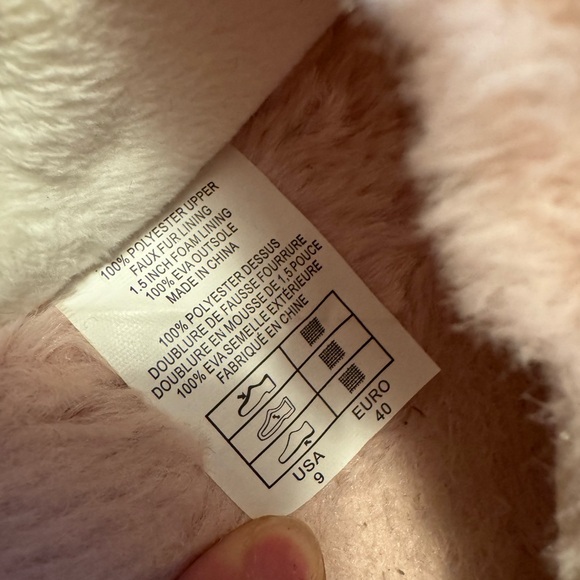 100% POLYESTER UPPER
FAUX FUR LINING
1.5 INCH FOAM LINING
100% EVA OUTSOLE
MADE IN CHINA
100% POLYESTER DESSUS
DOUBLURE DE FAUSSE FOURRURE
DOUBLURE EN MOUSSE DE 1.5 POUCE
100% EVA SEMELLE EXTÉRIEURE
FABRIQUÉ EN CHINE
USA EURO
9 40